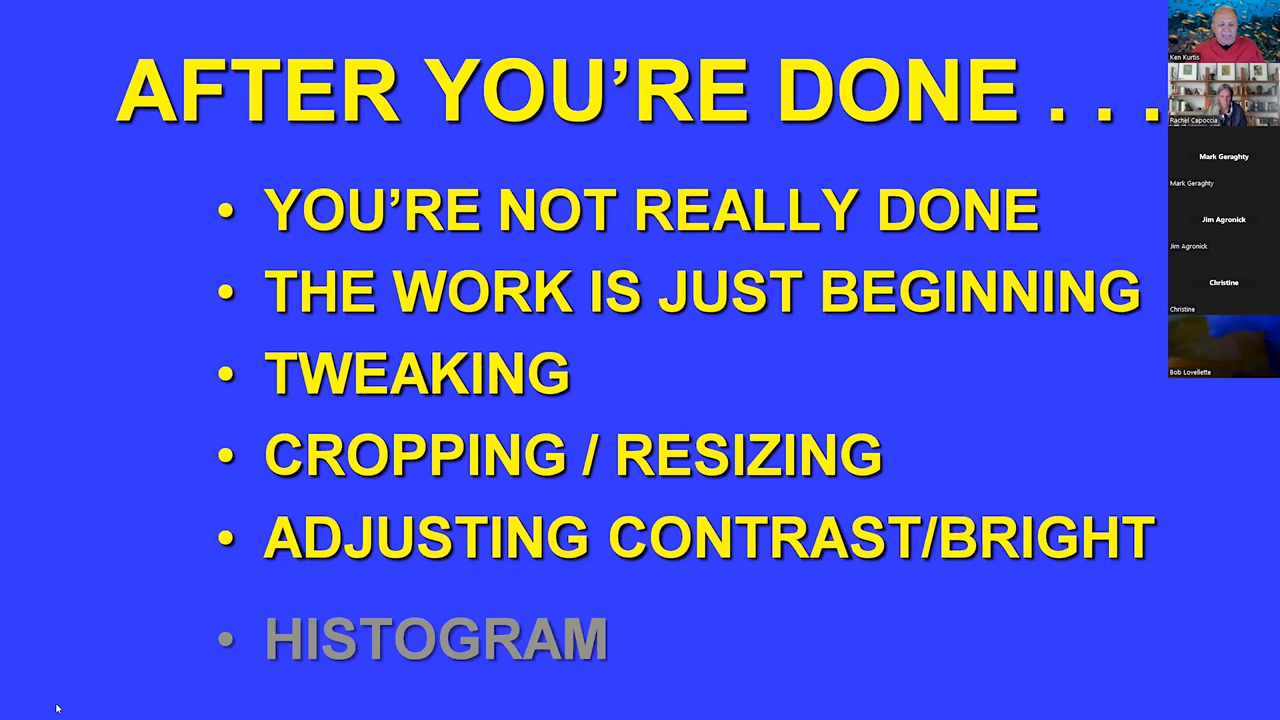 AFTER YOU’RE DONE . . .
• YOU’RE NOT REALLY DONE
• THE WORK IS JUST BEGINNING
• TWEAKING
• CROPPING / RESIZING
• ADJUSTING CONTRAST/BRIGHT
• HISTOGRAM
Ken Kurtis
Rachel Capoccia
Mark Geraghty
Mark Geraghty
Jim Agronick
Jim Agronick
Christine
Christine
Bob Lovellette